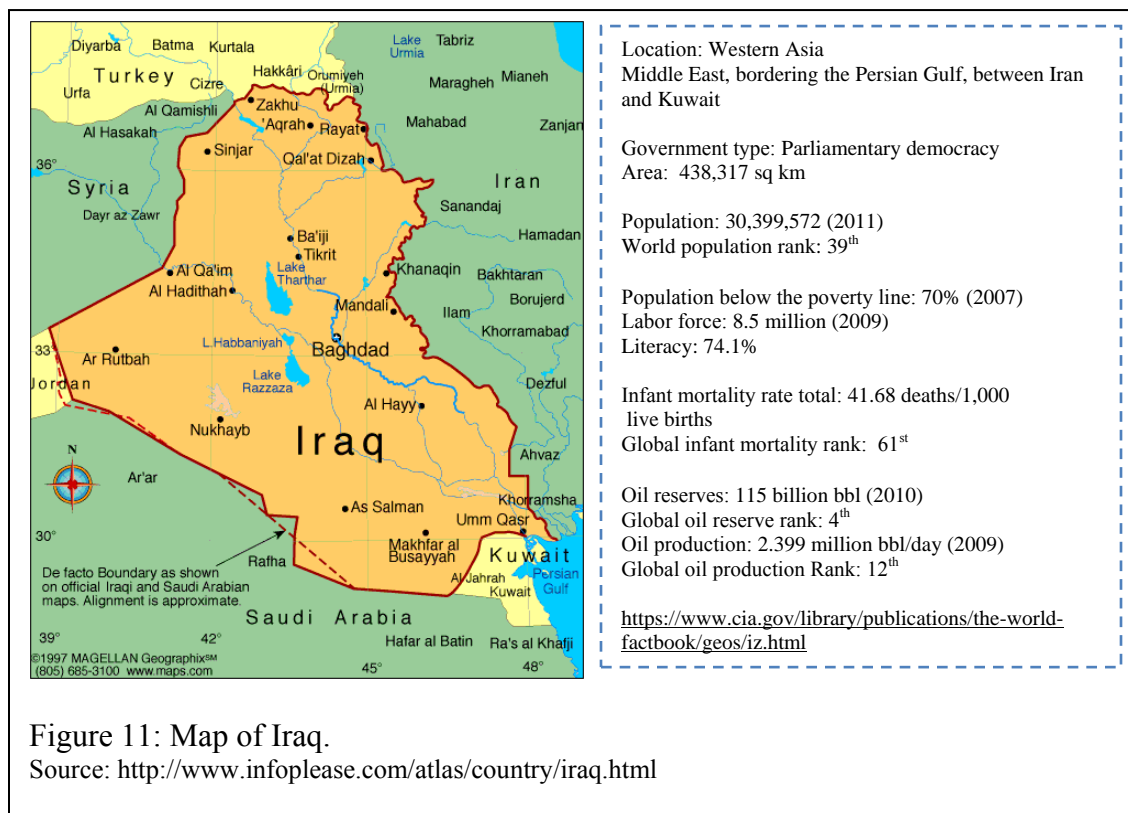 Diyarba
Batma
Kurtala
Lake
Urmia
Tabriz
Turkey
Hakkâri
Orumiyeh
(Urmia)
Mianeh
Maragheh
Urfa
Cizre
Zakhu
Al Qamishli
'Aqrah
Rayat
Mahabad
Zanjan
Al Hasakah
Sinjar
Qal'at Dizah
36°
Syria
Iran
Dayr az Zawr
Sanandaj
Ba'iji
Hamadan
Tikrit
Al Qa'im
Lake
Tharthar
Khanaqin
Bakhtaran
Al Hadithah
Mandali
Borujerd
Ilam
Khorramabad
L.Habbaniyah
Baghdad
33°
Ar Rutbah
Jordan
Lake
Razzaza
Dezful
Al Hayy
Nukhayb
Iraq
N
Ahvaz
Ar'ar
Khorramsha
As Salman
Umm Qasr
30°
Makhfar al
Busayyah
Kuwait
Rafha
De facto Boundary as shown
on official Iraqi and Saudi Arabian
maps. Alignment is approximate.
Al Jahrah
Kuwait
Persian
Gulf
Saudi Arabia
39°
42°
Hafar al Batin
Ra's al Khafji
©1997 MAGELLAN Geographix℠
(805) 685-3100 www.maps.com
45°
48°
Location: Western Asia
Middle East, bordering the Persian Gulf, between Iran
and Kuwait
Government type: Parliamentary democracy
Area: 438,317 sq km
Population: 30,399,572 (2011)
World population rank: 39th
Population below the poverty line: 70% (2007)
Labor force: 8.5 million (2009)
Literacy: 74.1%
Infant mortality rate total: 41.68 deaths/1,000
live births
Global infant mortality rank: 61st
Oil reserves: 115 billion bbl (2010)
Global oil reserve rank: 4th
Oil production: 2.399 million bbl/day (2009)
Global oil production Rank: 12th
https://www.cia.gov/library/publications/the-world-
factbook/geos/iz.html
Figure 11: Map of Iraq.
Source: http://www.infoplease.com/atlas/country/iraq.html